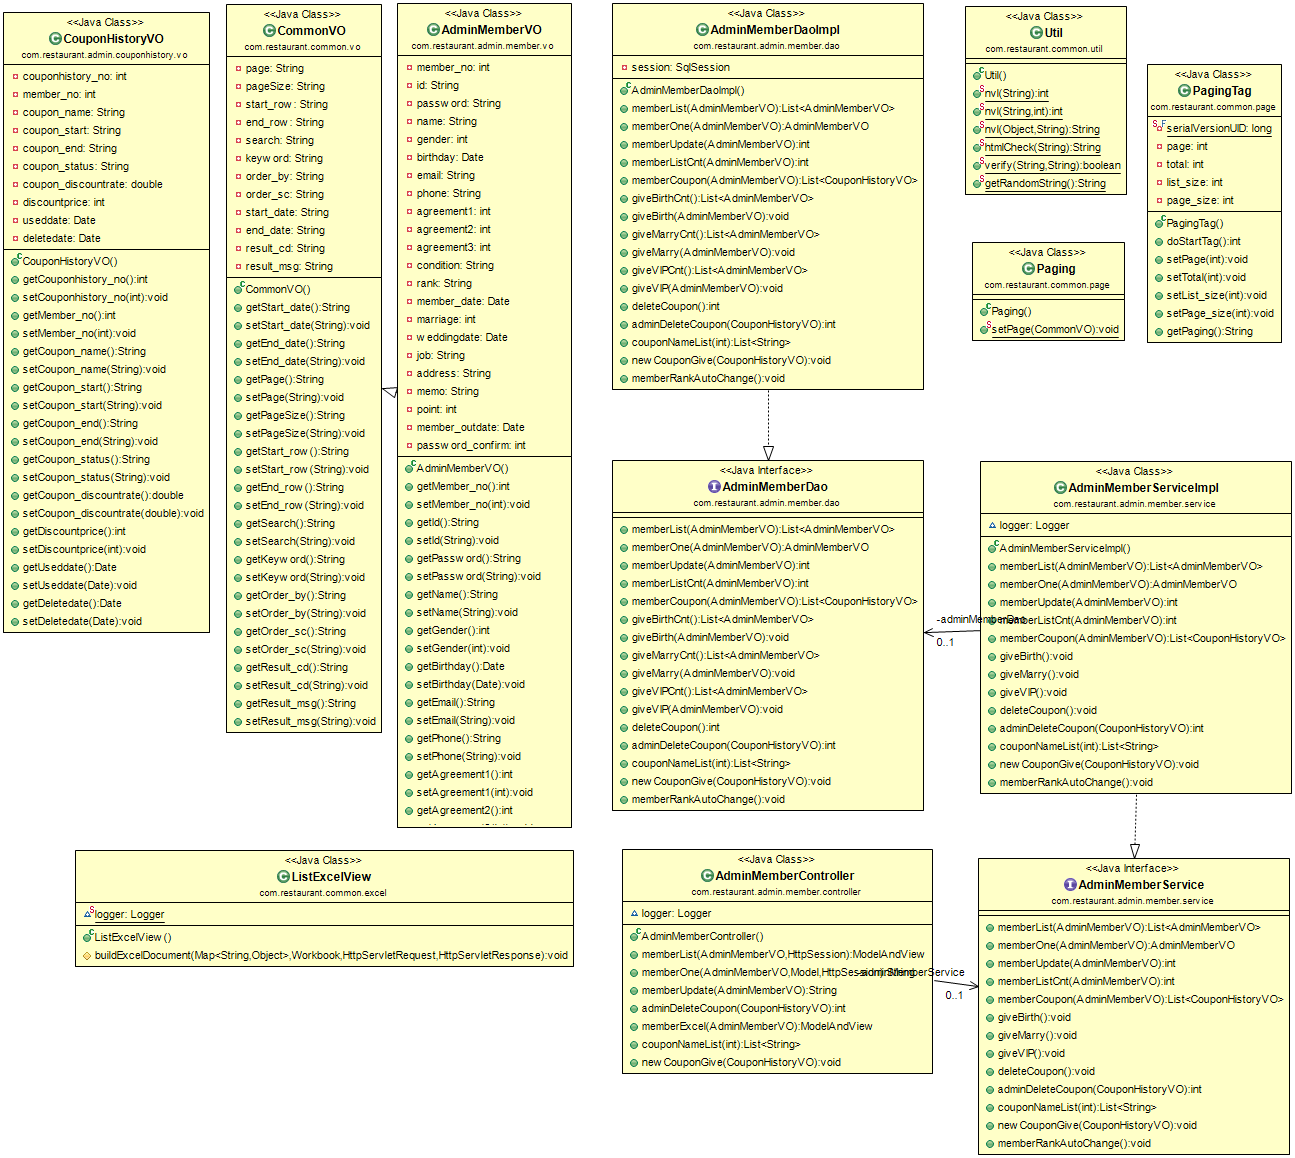 <<Java Class>>
CouponHistoryVO
com.restaurant.admin.couponhistory.vo
couponhistory_no: int
member_no: int
coupon_name: String
coupon_start: String
coupon_end: String
coupon_status: String
coupon_discountrate: double
discountprice: int
useddate: Date
deletedate: Date
CouponHistoryVO()
getCouponhistory_no():int
setCouponhistory_no(int):void
getMember_no():int
setMember_no(int):void
getCoupon_name():String
setCoupon_name(String):void
getCoupon_start():String
setCoupon_start(String):void
getCoupon_end():String
setCoupon_end(String):void
getCoupon_status():String
setCoupon_status(String):void
getCoupon_discountrate():double
setCoupon_discountrate(double):void
getDiscountprice():int
setDiscountprice(int):void
getUseddate():Date
setUseddate(Date):void
getDeletedate():Date
setDeletedate(Date):void
<<Java Class>>
CommonVO
com.restaurant.common.vo
page: String
pageSize: String
start_row: String
end_row: String
search: String
keyword: String
order_by: String
order_sc: String
start_date: String
end_date: String
result_cd: String
result_msg: String
CommonVO()
getStart_date():String
setStart_date(String):void
getEnd_date():String
setEnd_date(String):void
getPage():String
setPage(String):void
getPageSize():String
setPageSize(String):void
getStart_row():String
setStart_row(String):void
getEnd_row():String
setEnd_row(String):void
getSearch():String
setSearch(String):void
getKeyword():String
setKeyword(String):void
getOrder_by():String
setOrder_by(String):void
getOrder_sc():String
setOrder_sc(String):void
getResult_cd():String
setResult_cd(String):void
getResult_msg():String
setResult_msg(String):void
<<Java Class>>
AdminMemberVO
com.restaurant.admin.member.vo
member_no: int
id: String
password: String
name: String
gender: int
birthday: Date
email: String
phone: String
agreement1: int
agreement2: int
agreement3: int
condition: String
rank: String
member_date: Date
marriage: int
weddingdate: Date
job: String
address: String
memo: String
point: int
member_outdate: Date
password_confirm: int
AdminMemberVO()
getMember_no():int
setMember_no(int):void
getId():String
setId(String):void
getPassword():String
setPassword(String):void
getName():String
setName(String):void
getGender():int
setGender(int):void
getBirthday():Date
setBirthday(Date):void
getEmail():String
setEmail(String):void
getPhone():String
setPhone(String):void
getAgreement1():int
setAgreement1(int):void
getAgreement2():int
<<Java Class>>
AdminMemberDaoImpl
com.restaurant.admin.member.dao
session: SqlSession
AdminMemberDaoImpl()
memberList(AdminMemberVO):List<AdminMemberVO>
memberOne(AdminMemberVO):AdminMemberVO
memberUpdate(AdminMemberVO):int
memberListCnt(AdminMemberVO):int
memberCoupon(AdminMemberVO):List<CouponHistoryVO>
giveBirthCnt():List<AdminMemberVO>
giveBirth(AdminMemberVO):void
giveMarryCnt():List<AdminMemberVO>
giveMarry(AdminMemberVO):void
giveVIPCnt():List<AdminMemberVO>
giveVIP(AdminMemberVO):void
deleteCoupon():int
adminDeleteCoupon(CouponHistoryVO):int
couponNameList(int):List<String>
newCouponGive(CouponHistoryVO):void
memberRankAutoChange():void
<<Java Class>>
Util
com.restaurant.common.util
Util()
nvl(String):int
nvl(String,int):int
nvl(Object,String):String
htmlCheck(String):String
verify(String,String):boolean
getRandomString():String
<<Java Class>>
PagingTag
com.restaurant.common.page
serialVersionUID: long
page: int
total: int
list_size: int
page_size: int
PagingTag()
doStartTag():int
setPage(int):void
setTotal(int):void
setList_size(int):void
setPage_size(int):void
getPaging():String
<<Java Class>>
Paging
com.restaurant.common.page
Paging()
setPage(CommonVO):void
<<Java Interface>>
AdminMemberDao
com.restaurant.admin.member.dao
memberList(AdminMemberVO):List<AdminMemberVO>
memberOne(AdminMemberVO):AdminMemberVO
memberUpdate(AdminMemberVO):int
memberListCnt(AdminMemberVO):int
memberCoupon(AdminMemberVO):List<CouponHistoryVO>
giveBirthCnt():List<AdminMemberVO>
giveBirth(AdminMemberVO):void
giveMarryCnt():List<AdminMemberVO>
giveMarry(AdminMemberVO):void
giveVIPCnt():List<AdminMemberVO>
giveVIP(AdminMemberVO):void
deleteCoupon():int
adminDeleteCoupon(CouponHistoryVO):int
couponNameList(int):List<String>
newCouponGive(CouponHistoryVO):void
memberRankAutoChange():void
-adminMemberDao
0..1
<<Java Class>>
AdminMemberServiceImpl
com.restaurant.admin.member.service
logger: Logger
AdminMemberServiceImpl()
memberList(AdminMemberVO):List<AdminMemberVO>
memberOne(AdminMemberVO):AdminMemberVO
memberUpdate(AdminMemberVO):int
memberListCnt(AdminMemberVO):int
memberCoupon(AdminMemberVO):List<CouponHistoryVO>
giveBirth():void
giveMarry():void
giveVIP():void
deleteCoupon():void
adminDeleteCoupon(CouponHistoryVO):int
couponNameList(int):List<String>
newCouponGive(CouponHistoryVO):void
memberRankAutoChange():void
<<Java Class>>
ListExcelView
com.restaurant.common.excel
logger: Logger
ListExcelView()
buildExcelDocument(Map<String,Object>,Workbook,HttpServletRequest,HttpServletResponse):void
<<Java Class>>
AdminMemberController
com.restaurant.admin.member.controller
logger: Logger
AdminMemberController()
memberList(AdminMemberVO,HttpSession):ModelAndView
memberOne(AdminMemberVO,Model,HttpSession):String
memberUpdate(AdminMemberVO):String
adminDeleteCoupon(CouponHistoryVO):int
memberExcel(AdminMemberVO):ModelAndView
couponNameList(int):List<String>
newCouponGive(CouponHistoryVO):void
-adminMemberService
0..1
<<Java Interface>>
AdminMemberService
com.restaurant.admin.member.service
memberList(AdminMemberVO):List<AdminMemberVO>
memberOne(AdminMemberVO):AdminMemberVO
memberUpdate(AdminMemberVO):int
memberListCnt(AdminMemberVO):int
memberCoupon(AdminMemberVO):List<CouponHistoryVO>
giveBirth():void
giveMarry():void
giveVIP():void
deleteCoupon():void
adminDeleteCoupon(CouponHistoryVO):int
couponNameList(int):List<String>
newCouponGive(CouponHistoryVO):void
memberRankAutoChange():void